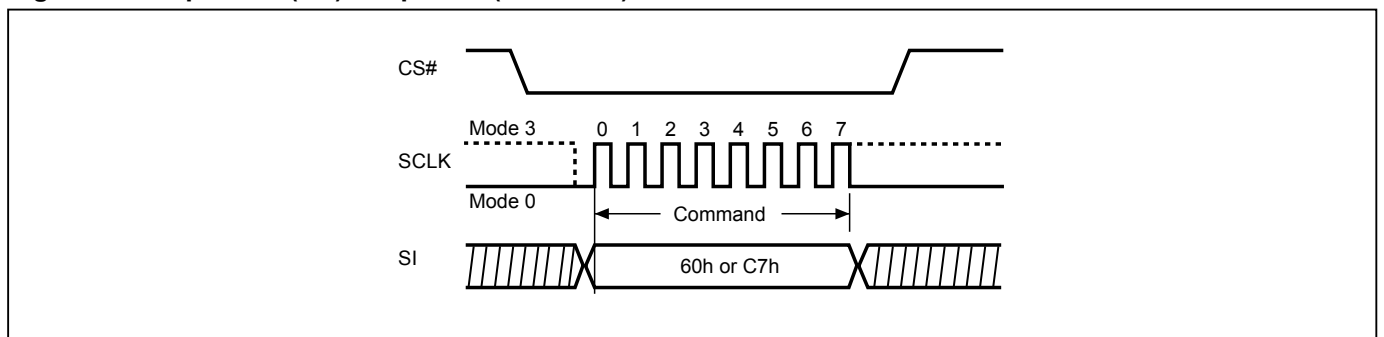 CS#
Mode 3
0 1 2 3 4 5 6 7
SCLK
Mode 0
Command
SI
60h or C7h